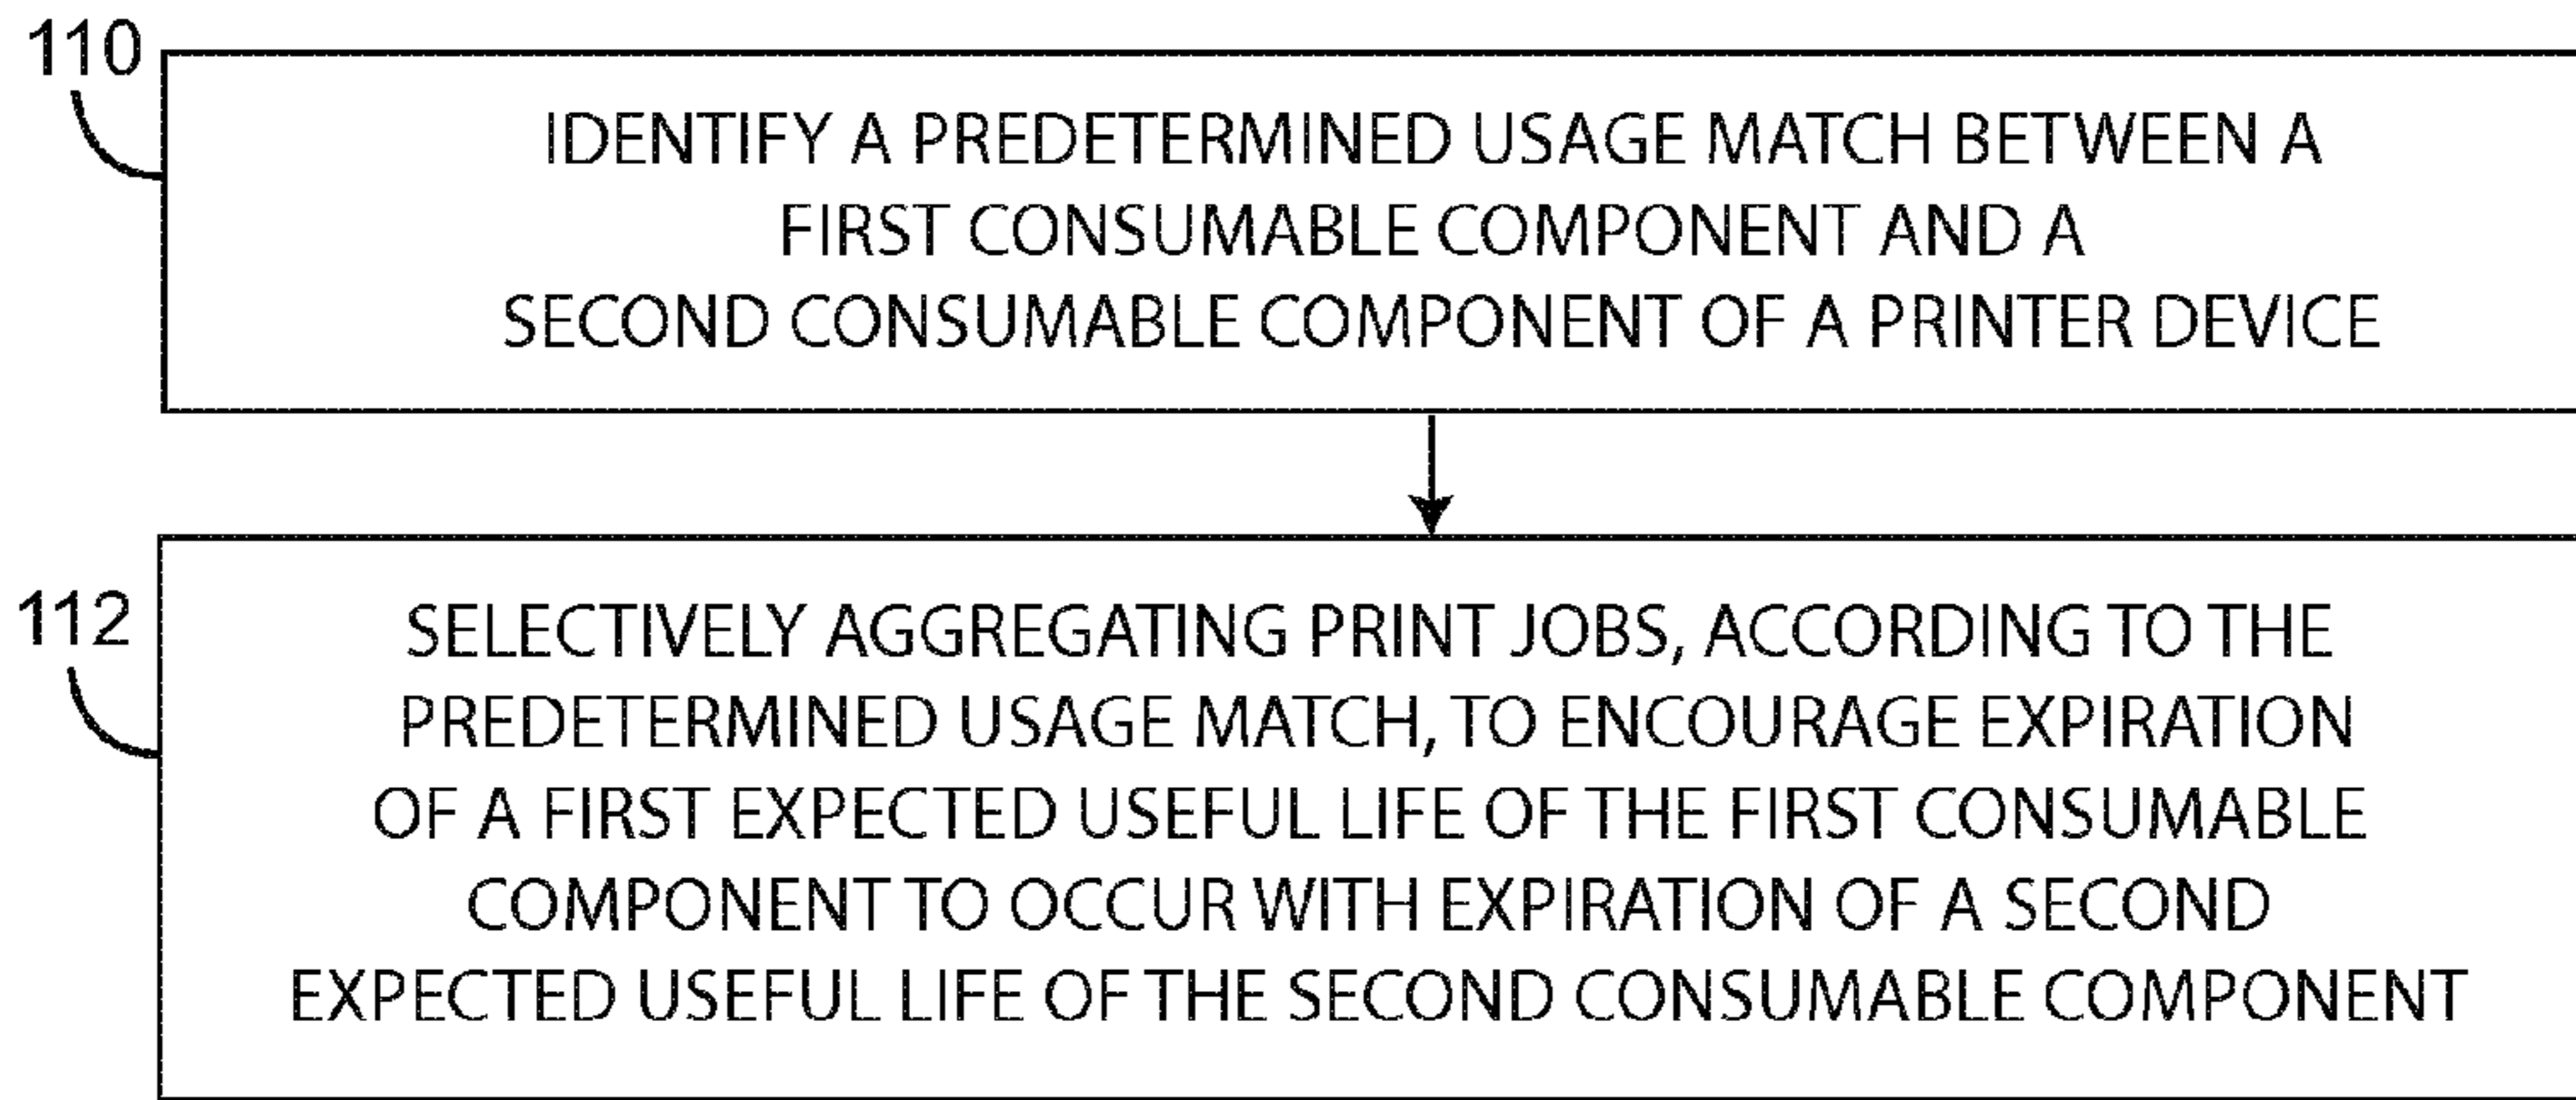 110
IDENTIFY A PREDETERMINED USAGE MATCH BETWEEN A
FIRST CONSUMABLE COMPONENT AND A
SECOND CONSUMABLE COMPONENT OF A PRINTER DEVICE
112
SELECTIVELY AGGREGATING PRINT JOBS, ACCORDING TO THE
PREDETERMINED USAGE MATCH, TO ENCOURAGE EXPIRATION
OF A FIRST EXPECTED USEFUL LIFE OF THE FIRST CONSUMABLE
COMPONENT TO OCCUR WITH EXPIRATION OF A SECOND
EXPECTED USEFUL LIFE OF THE SECOND CONSUMABLE COMPONENT